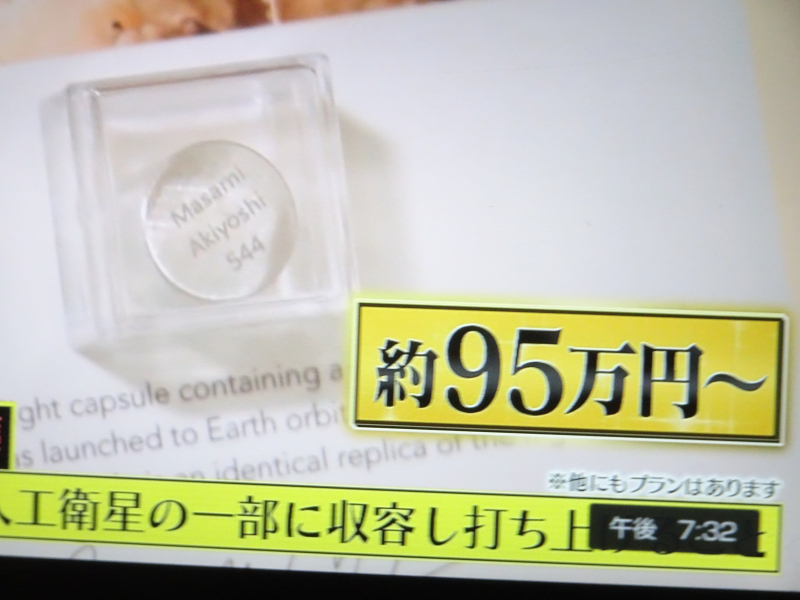 Masami
Akiyoshi
544
約95万円~
ght capsule containing a
s launched to Earth orbit
an identical replica of the
※他にもプランはあります
人工衛星の一部に収容し打ち上
午後 7:32